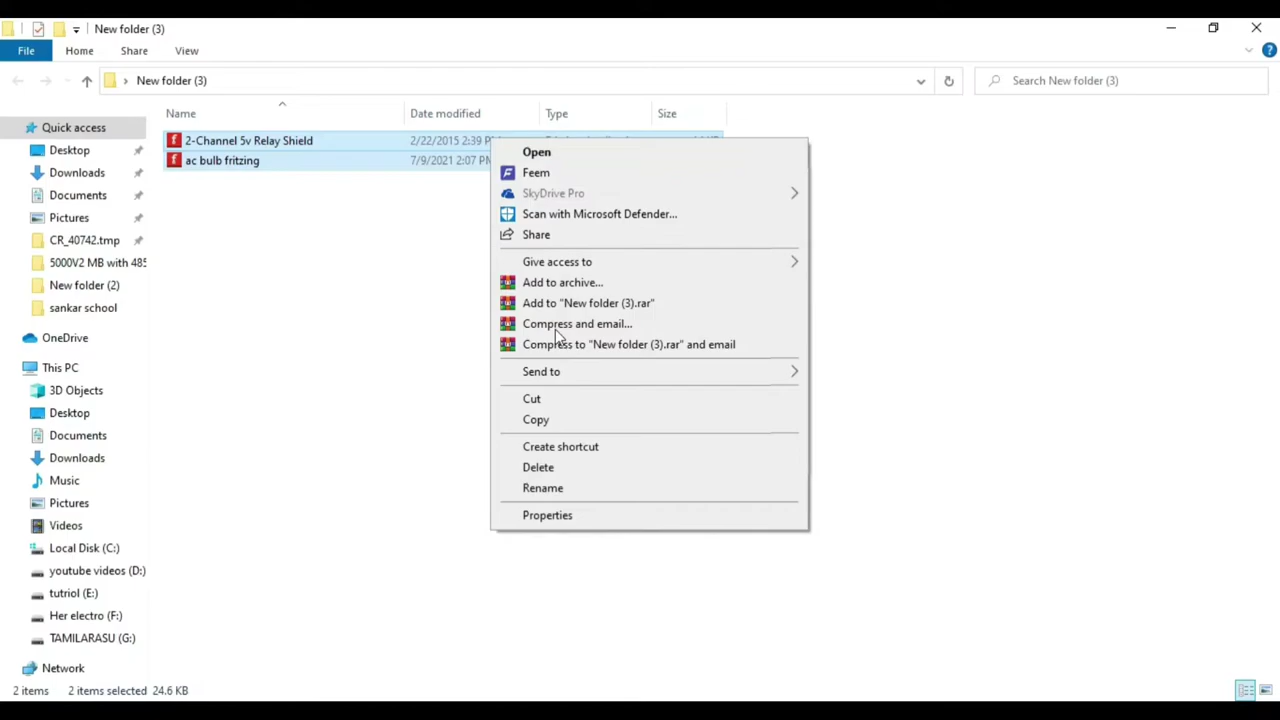 New folder (3)
File Home Share View
New folder (3)
Search New folder (3)
Name Date modified Type Size
Quick access
Desktop
Downloads
Documents
Pictures
CR_40742.tmp
5000V2 MB with 485
New folder (2)
sankar school
OneDrive
This PC
3D Objects
Desktop
Documents
Downloads
Music
Pictures
Videos
Local Disk (C:)
youtube videos (D:)
tutriol (E:)
Her electro (F:)
TAMILARASU (G:)
Network
2-Channel 5v Relay Shield 2/22/2015 2:39
ac bulb fritzing 7/9/2021 2:07 PM
Open
Feem
SkyDrive Pro
Scan with Microsoft Defender...
Share
Give access to
Add to archive...
Add to "New folder (3).rar"
Compress and email...
Compress to "New folder (3).rar" and email
Send to
Cut
Copy
Create shortcut
Delete
Rename
Properties
2 items 2 items selected 24.6 KB